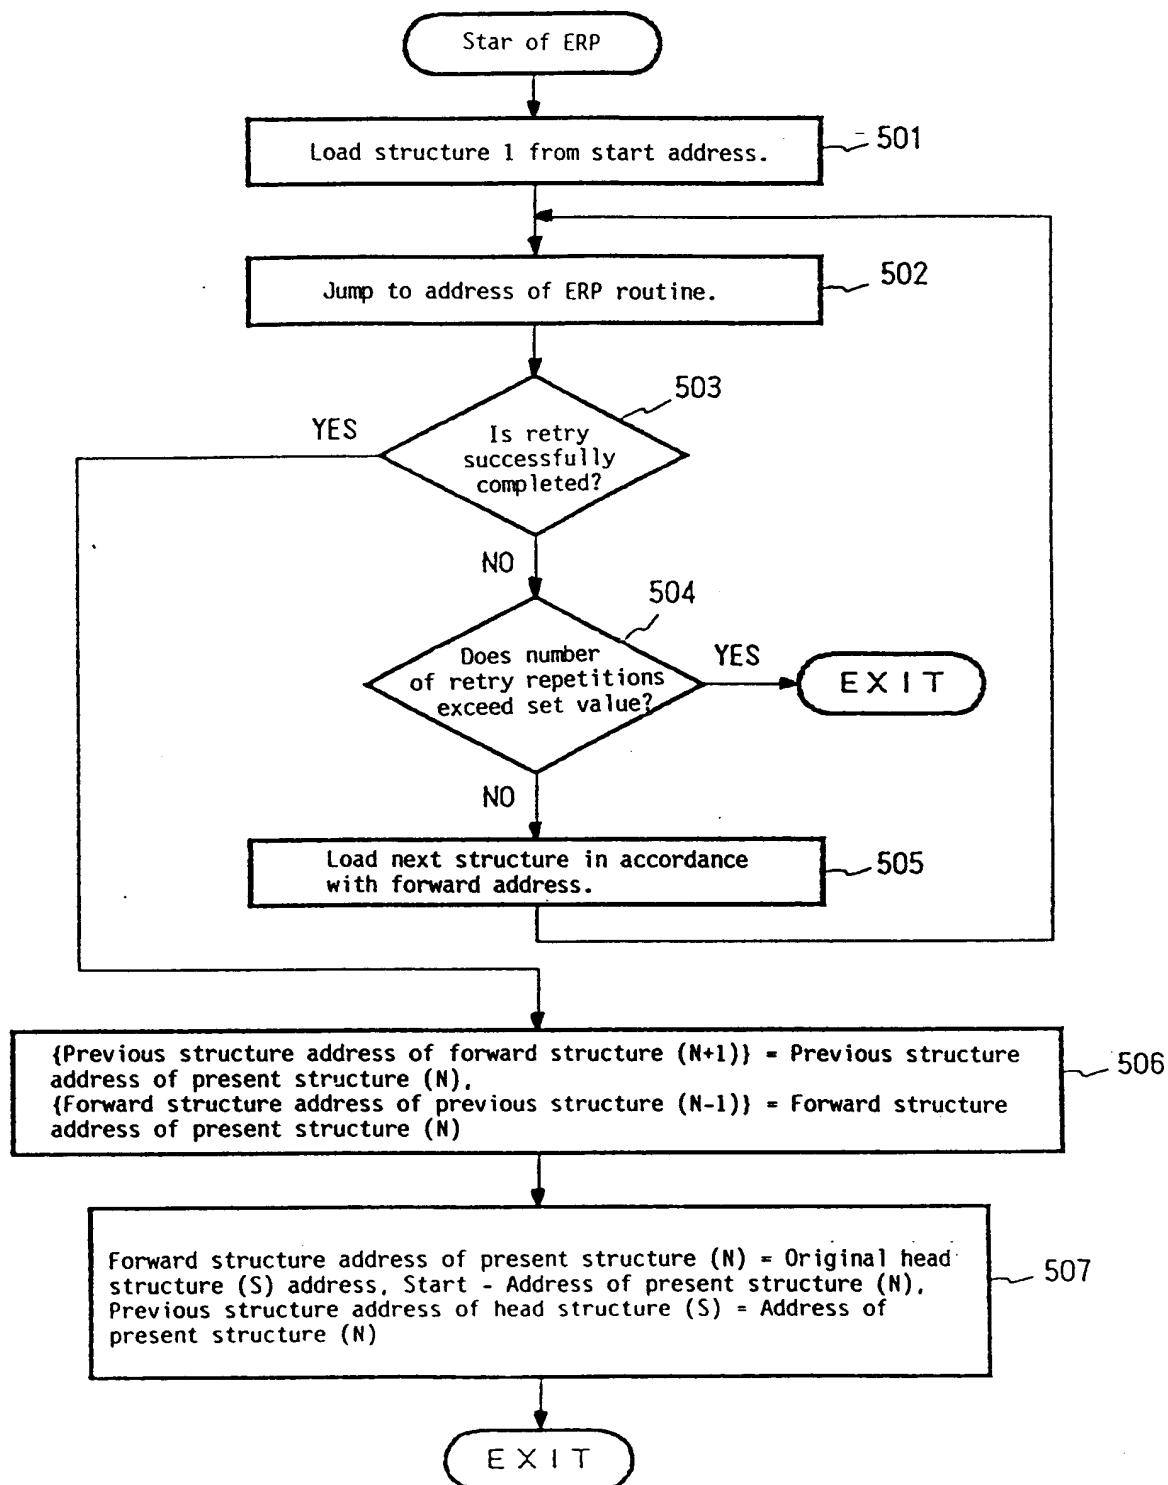 Star of ERP
Load structure 1 from start address.
501
Jump to address of ERP routine.
502
503
YES
Is retry
successfully
completed?
NO
504
Does number
of retry repetitions
exceed set value?
YES
EXIT
NO
Load next structure in accordance
with forward address.
505
{Previous structure address of forward structure (N+1)} = Previous structure
address of present structure (N),
{Forward structure address of previous structure (N-1)} = Forward structure
address of present structure (N)
506
Forward structure address of present structure (N) = Original head
structure (S) address, Start - Address of present structure (N),
Previous structure address of head structure (S) = Address of
present structure (N)
507
EXIT